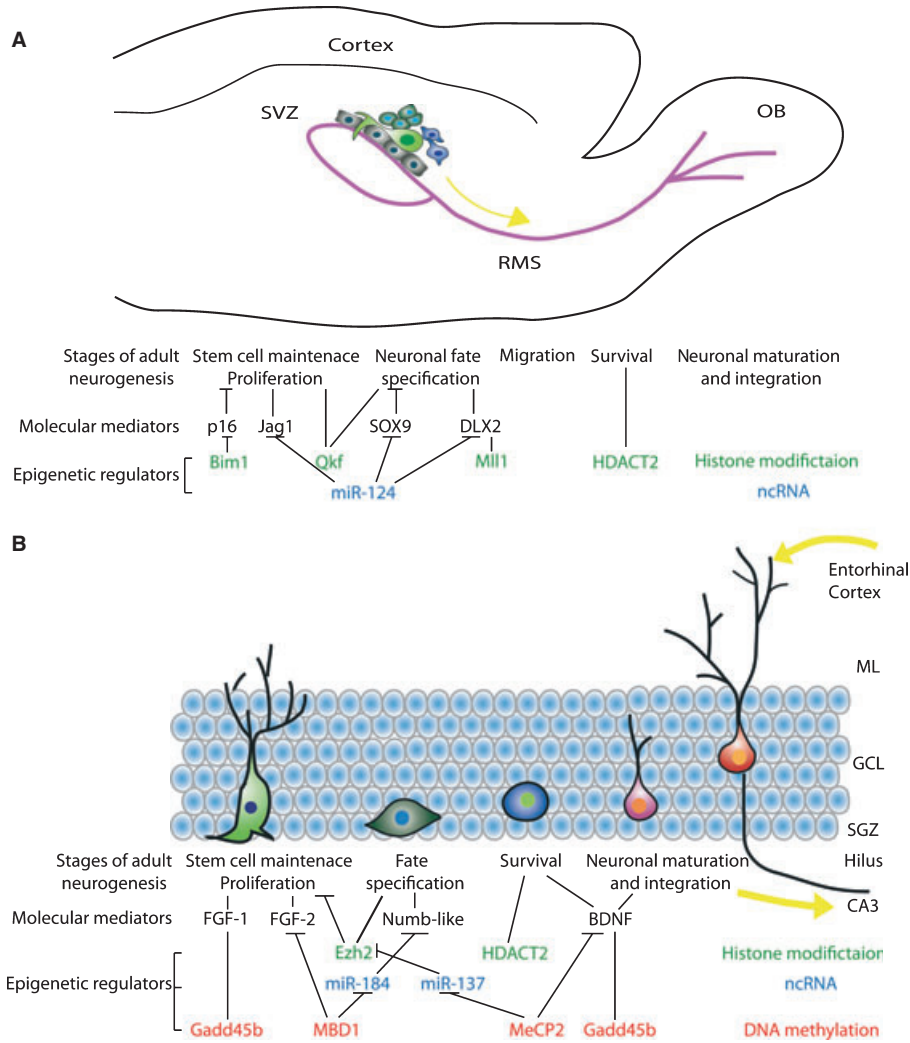 A
Cortex
SVZ
OB
RMS
Stages of adult neurogenesis
Stem cell maintenace
Proliferation
Neuronal fate specification
Migration
Survival
Neuronal maturation and integration
Molecular mediators
p16
Jag1
SOX9
DLX2
Epigenetic regulators
Bim1
Qkf
Mll1
HDACT2
Histone modifictaion
miR-124
ncRNA
B
Entorhinal
Cortex
ML
GCL
SGZ
Hilus
CA3
Stages of adult neurogenesis
Stem cell maintenace
Proliferation
Fate specification
Survival
Neuronal maturation and integration
Molecular mediators
FGF-1
FGF-2
Numb-like
BDNF
Epigenetic regulators
Ezh2
HDACT2
Histone modifictaion
miR-184
miR-137
ncRNA
Gadd45b
MBD1
MeCP2
Gadd45b
DNA methylation